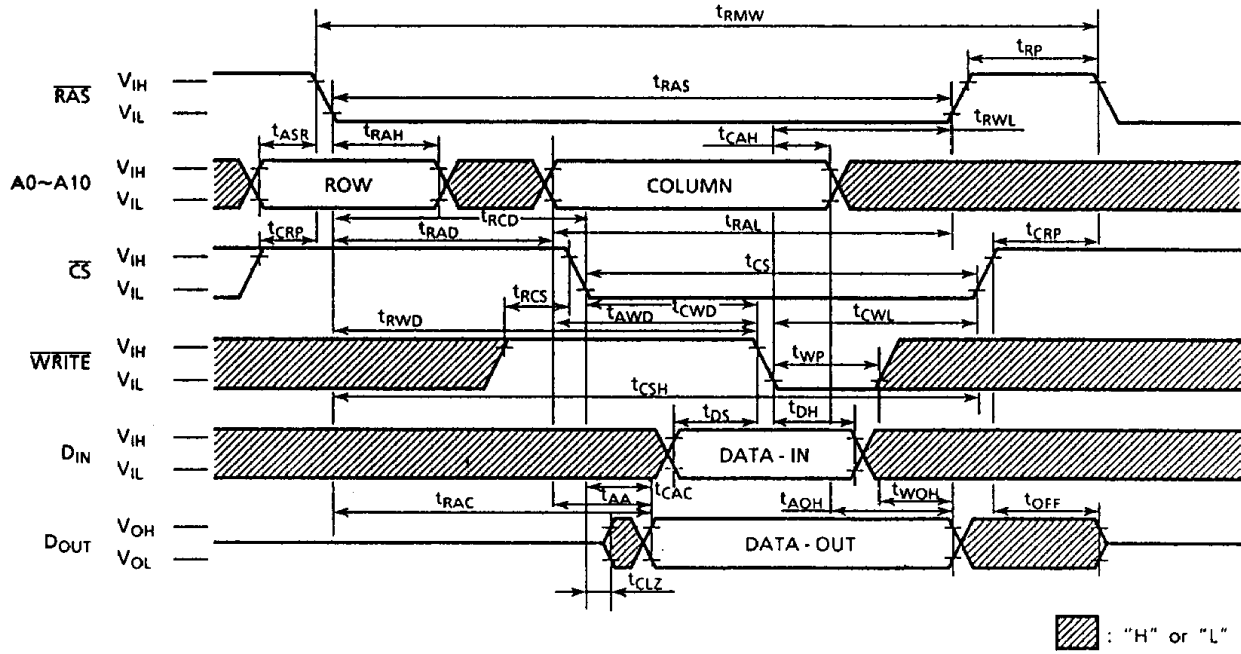 tRMW
tRP
RAS
VIH
VIL
tRAS
tRWL
tASR
tRAH
tCAH
A0~A10
VIH
VIL
ROW
COLUMN
tRCD
tCRP
tRAD
tRAL
tCRP
CS
VIH
VIL
tCS
tRCS
tCWD
tRWD
tAWD
tCWL
WRITE
VIH
VIL
tWP
tCSH
tDS
tDH
DIN
VIH
VIL
DATA - IN
tCAC
tAA
tRAC
tAOH
tWOH
tOFF
DOUT
VOH
VOL
DATA - OUT
tCLZ
: "H" or "L"